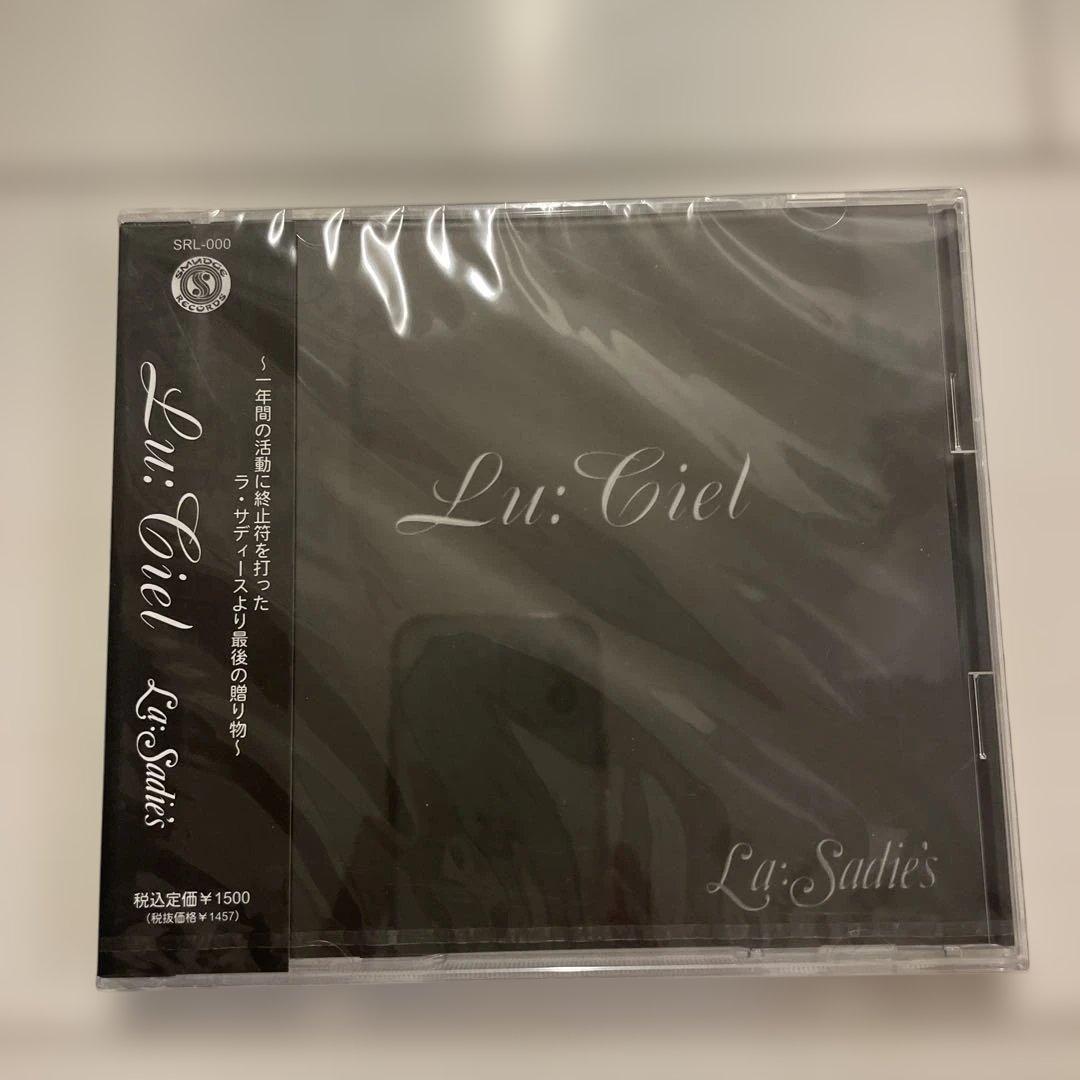 SRL-000
SMUDGE
RECORDS
Lu: Ciel
La: Sadie's
～一年間の活動に終止符を打った
ラ・サディースより最後の贈り物～
税込定価￥1500
(税抜価格￥1457)
Lu: Ciel
La: Sadie's